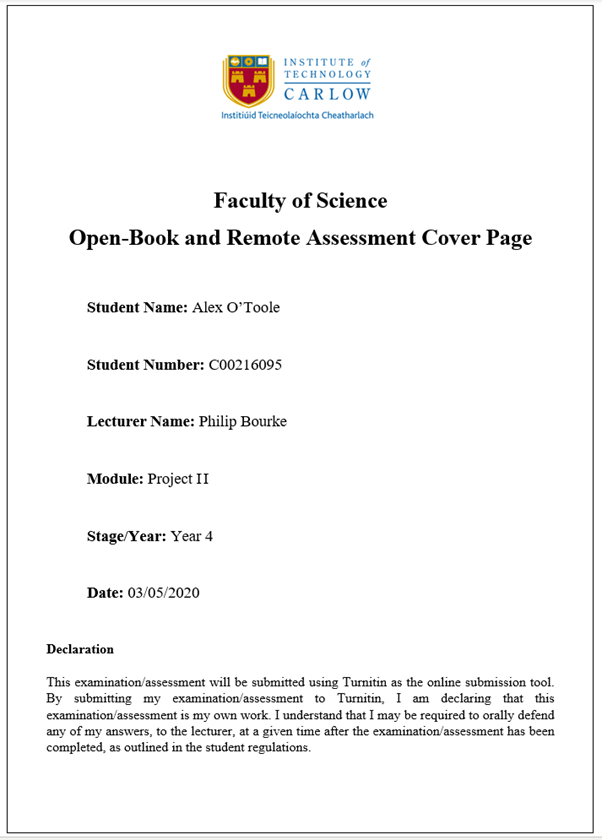 INSTITUTE of
TECHNOLOGY
CARLOW
Institiúid Teicneolaíochta Cheatharlach
Faculty of Science
Open-Book and Remote Assessment Cover Page
Student Name: Alex O’Toole
Student Number: C00216095
Lecturer Name: Philip Bourke
Module: Project II
Stage/Year: Year 4
Date: 03/05/2020
Declaration
This examination/assessment will be submitted using Turnitin as the online submission tool.
By submitting my examination/assessment to Turnitin, I am declaring that this
examination/assessment is my own work. I understand that I may be required to orally defend
any of my answers, to the lecturer, at a given time after the examination/assessment has been
completed, as outlined in the student regulations.